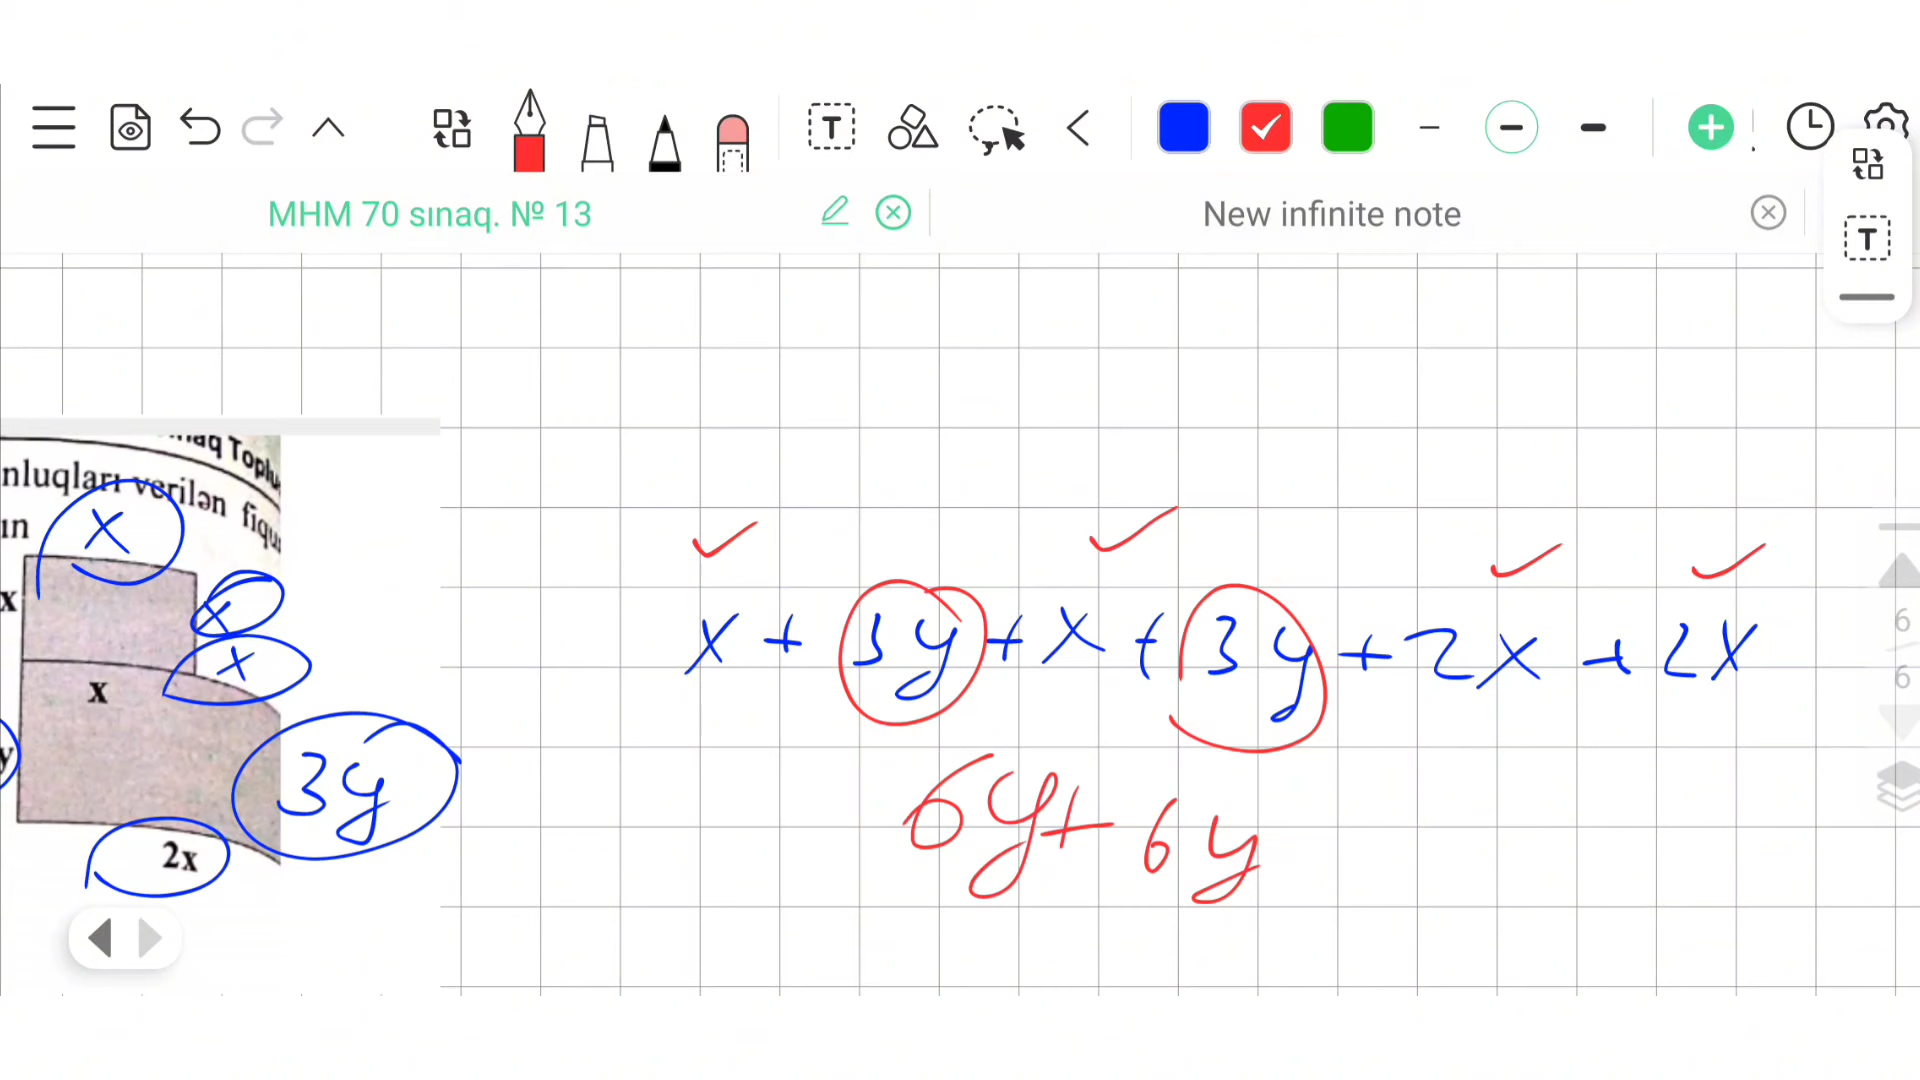 T
MHM 70 sınaq. № 13
New infinite note
T
nluqları verilən
ın
x
x
x
x
x
3y
y
2x
x + 3y + x + 3y + 2x + 2x
6y + 6y
6
6